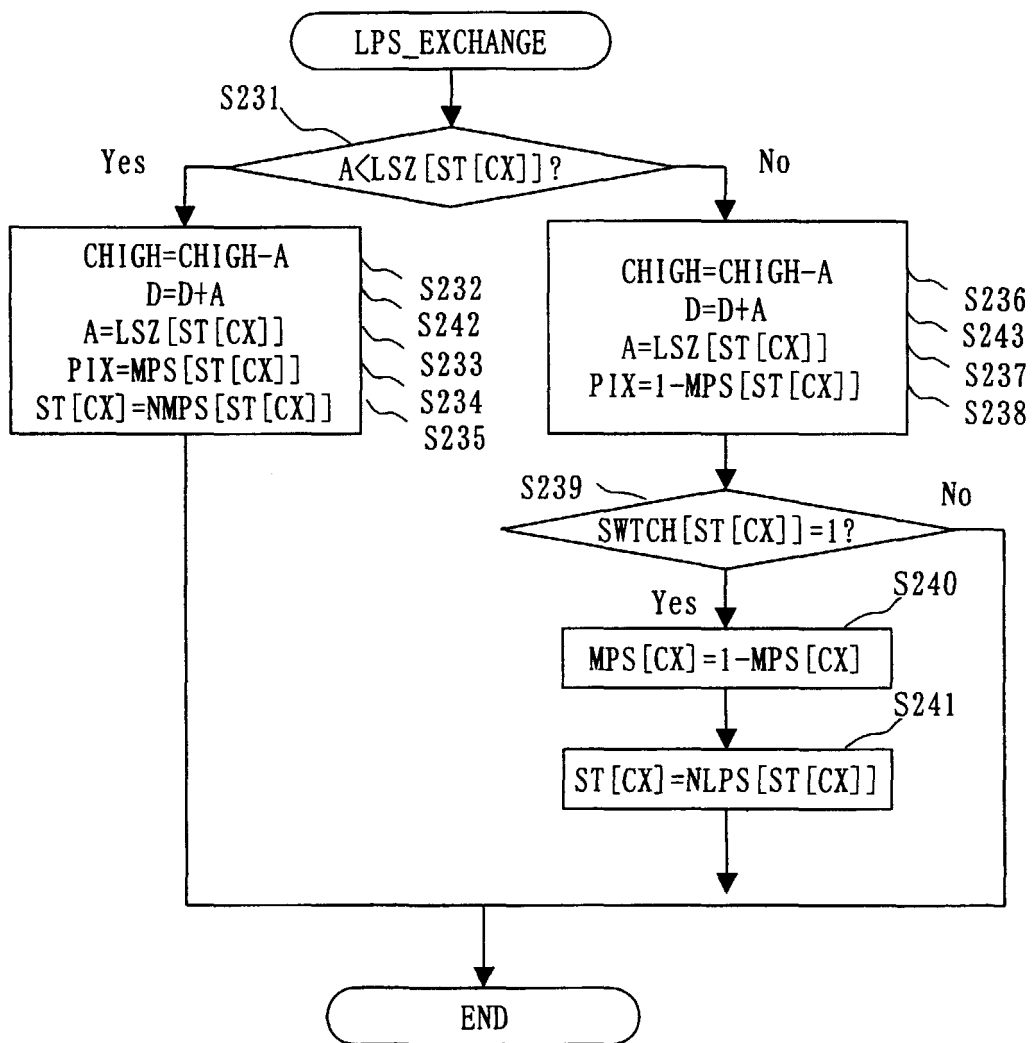 LPS_EXCHANGE
S231
A<LSZ[ST[CX]]?
Yes
No
CHIGH=CHIGH-A
D=D+A
A=LSZ[ST[CX]]
PIX=MPS[ST[CX]]
ST[CX]=NMPS[ST[CX]]
S232
S242
S233
S234
S235
CHIGH=CHIGH-A
D=D+A
A=LSZ[ST[CX]]
PIX=1-MPS[ST[CX]]
S236
S243
S237
S238
S239
SWTCH[ST[CX]]=1?
No
Yes
S240
MPS[CX]=1-MPS[CX]
S241
ST[CX]=NLPS[ST[CX]]
END